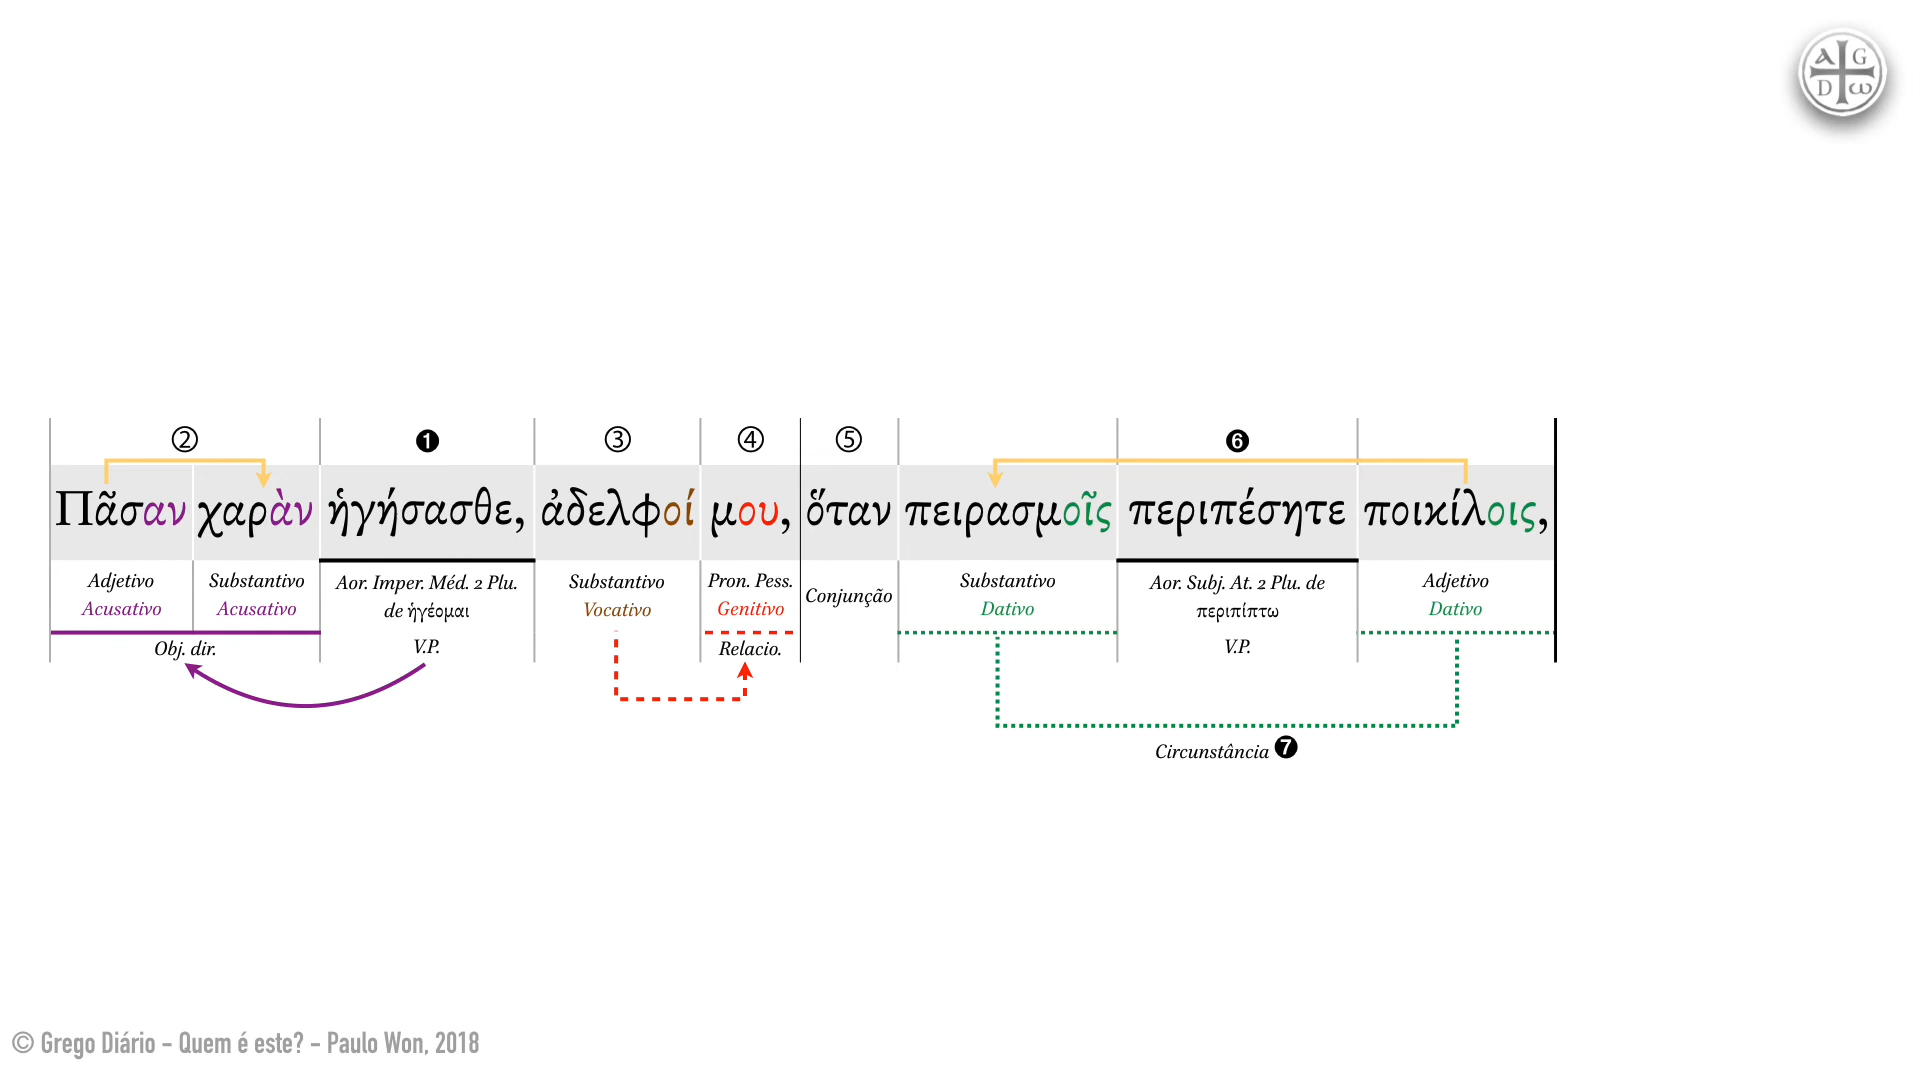 A G
D ω
② ❶ ③ ④ ⑤ ❻
Πᾶσαν χαρὰν ἡγήσασθε, ἀδελφοί μου, ὅταν πειρασμοῖς περιπέσητε ποικίλοις,
Adjetivo Substantivo Aor. Imper. Méd. 2 Plu. Substantivo Pron. Pess. Conjunção Substantivo Aor. Subj. At. 2 Plu. de Adjetivo
Acusativo Acusativo de ἡγέομαι Vocativo Genitivo Dativo περιπίπτω Dativo
Obj. dir. V.P. Relacio. V.P.
Circunstância ❼
© Grego Diário - Quem é este? - Paulo Won, 2018